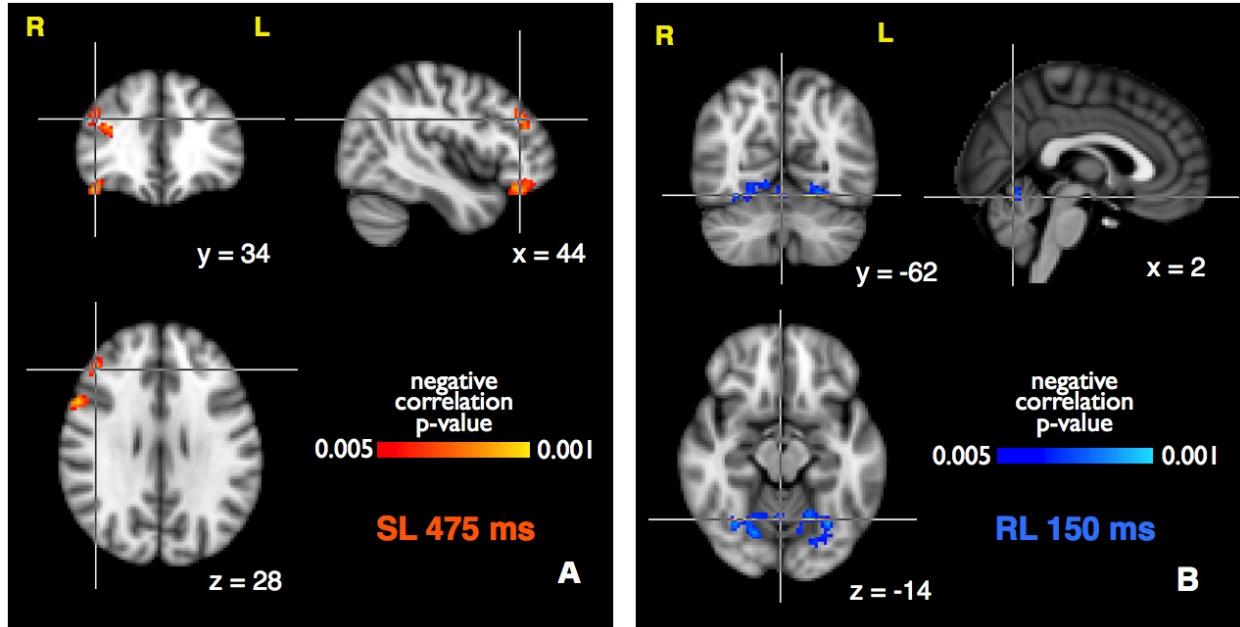 R
L
y = 34
x = 44
negative
correlation
p-value
0.005
0.001
SL 475 ms
z = 28
A
R
L
y = -62
x = 2
negative
correlation
p-value
0.005
0.001
RL 150 ms
z = -14
B